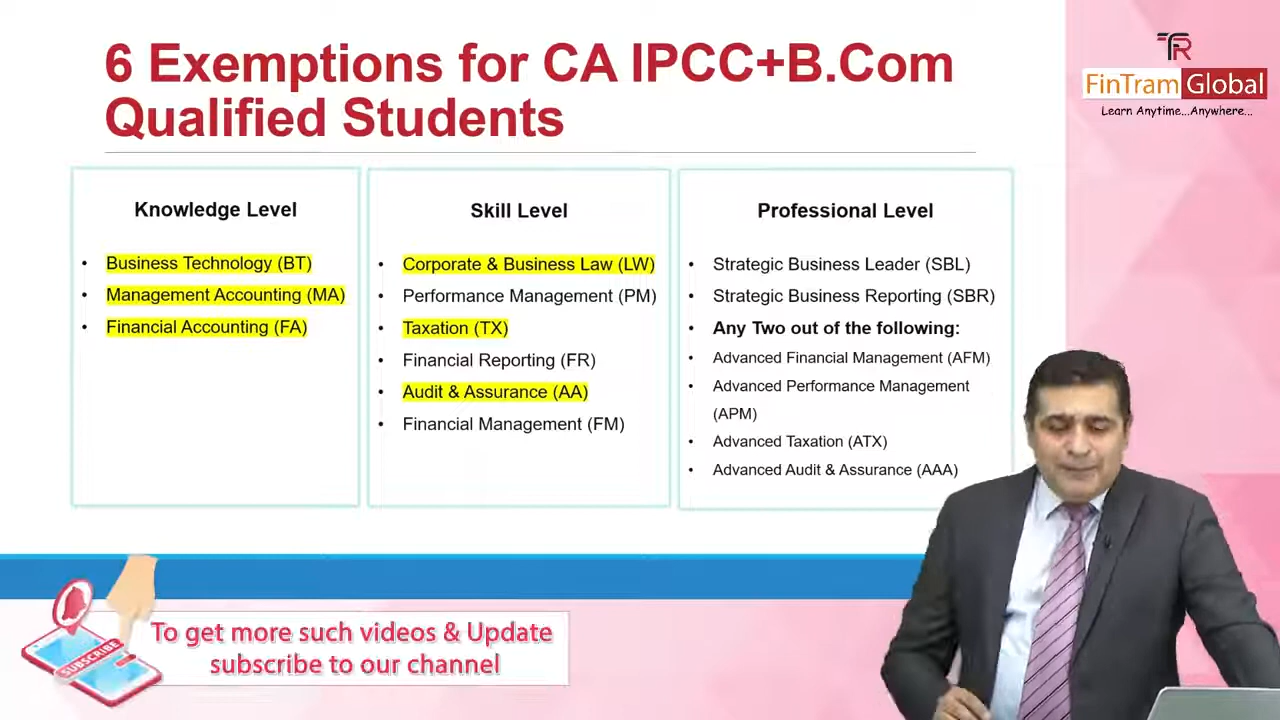 6 Exemptions for CA IPCC+B.Com
Qualified Students
TR
FinTram Global
Learn Anytime...Anywhere...
Knowledge Level
• Business Technology (BT)
• Management Accounting (MA)
• Financial Accounting (FA)
Skill Level
• Corporate & Business Law (LW)
• Performance Management (PM)
• Taxation (TX)
• Financial Reporting (FR)
• Audit & Assurance (AA)
• Financial Management (FM)
Professional Level
• Strategic Business Leader (SBL)
• Strategic Business Reporting (SBR)
• Any Two out of the following:
• Advanced Financial Management (AFM)
• Advanced Performance Management
(APM)
• Advanced Taxation (ATX)
• Advanced Audit & Assurance (AAA)
SUBSCRIBE
To get more such videos & Update
subscribe to our channel